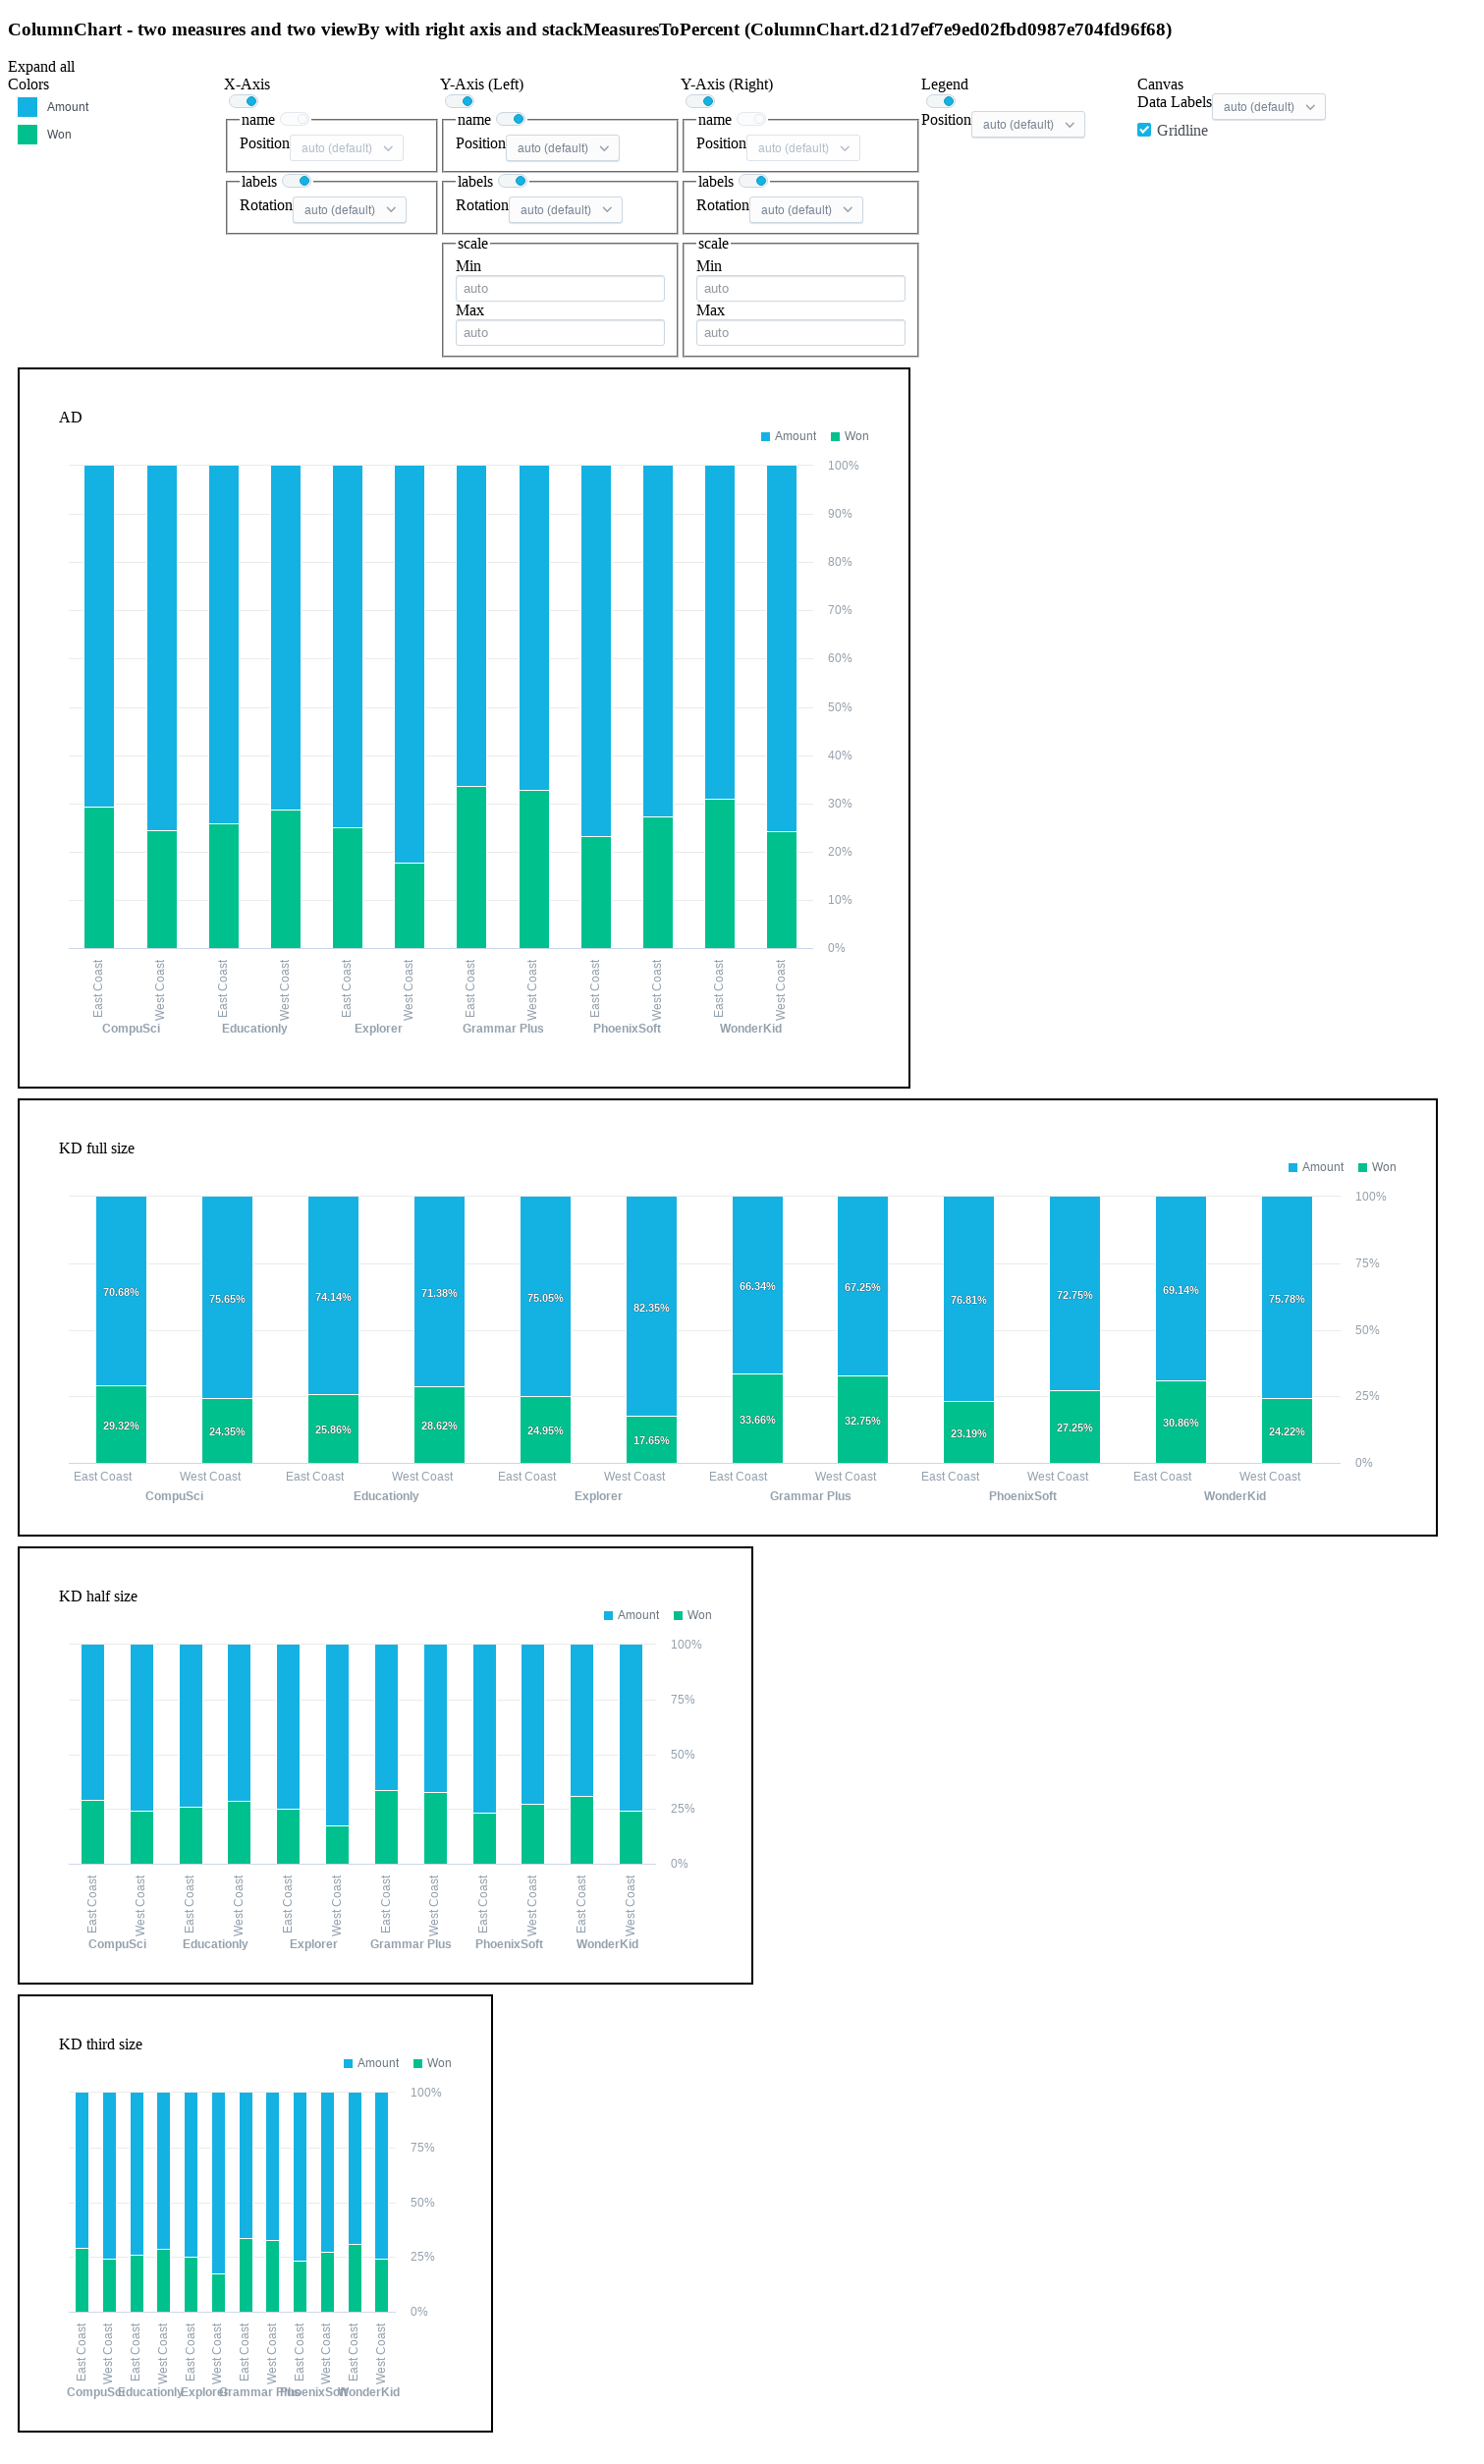 ColumnChart - two measures and two viewBy with right axis and stackMeasuresToPercent (ColumnChart.d21d7ef7e9ed02fbd0987e704fd96f68)
Expand all
Colors
Amount
Won
X-Axis
name
Position auto (default)
labels
Rotation auto (default)
Y-Axis (Left)
name
Position auto (default)
labels
Rotation auto (default)
scale
Min
auto
Max
auto
Y-Axis (Right)
name
Position auto (default)
labels
Rotation auto (default)
scale
Min
auto
Max
auto
Legend
Position auto (default)
Canvas
Data Labels auto (default)
Gridline
AD
Amount Won
100%
90%
80%
70%
60%
50%
40%
30%
20%
10%
0%
East Coast West Coast East Coast West Coast East Coast West Coast East Coast West Coast East Coast West Coast East Coast West Coast
CompuSci Educationly Explorer Grammar Plus PhoenixSoft WonderKid
KD full size
Amount Won
100%
75%
50%
25%
0%
70.68% 75.65% 74.14% 71.38% 75.05% 82.35% 66.34% 67.25% 76.81% 72.75% 69.14% 75.78%
29.32% 24.35% 25.86% 28.62% 24.95% 17.65% 33.66% 32.75% 23.19% 27.25% 30.86% 24.22%
East Coast West Coast East Coast West Coast East Coast West Coast East Coast West Coast East Coast West Coast East Coast West Coast
CompuSci Educationly Explorer Grammar Plus PhoenixSoft WonderKid
KD half size
Amount Won
100%
75%
50%
25%
0%
East Coast West Coast East Coast West Coast East Coast West Coast East Coast West Coast East Coast West Coast East Coast West Coast
CompuSci Educationly Explorer Grammar Plus PhoenixSoft WonderKid
KD third size
Amount Won
100%
75%
50%
25%
0%
East Coast West Coast East Coast West Coast East Coast West Coast East Coast West Coast East Coast West Coast East Coast West Coast
CompuSci Educationly Explorer Grammar Plus PhoenixSoft WonderKid